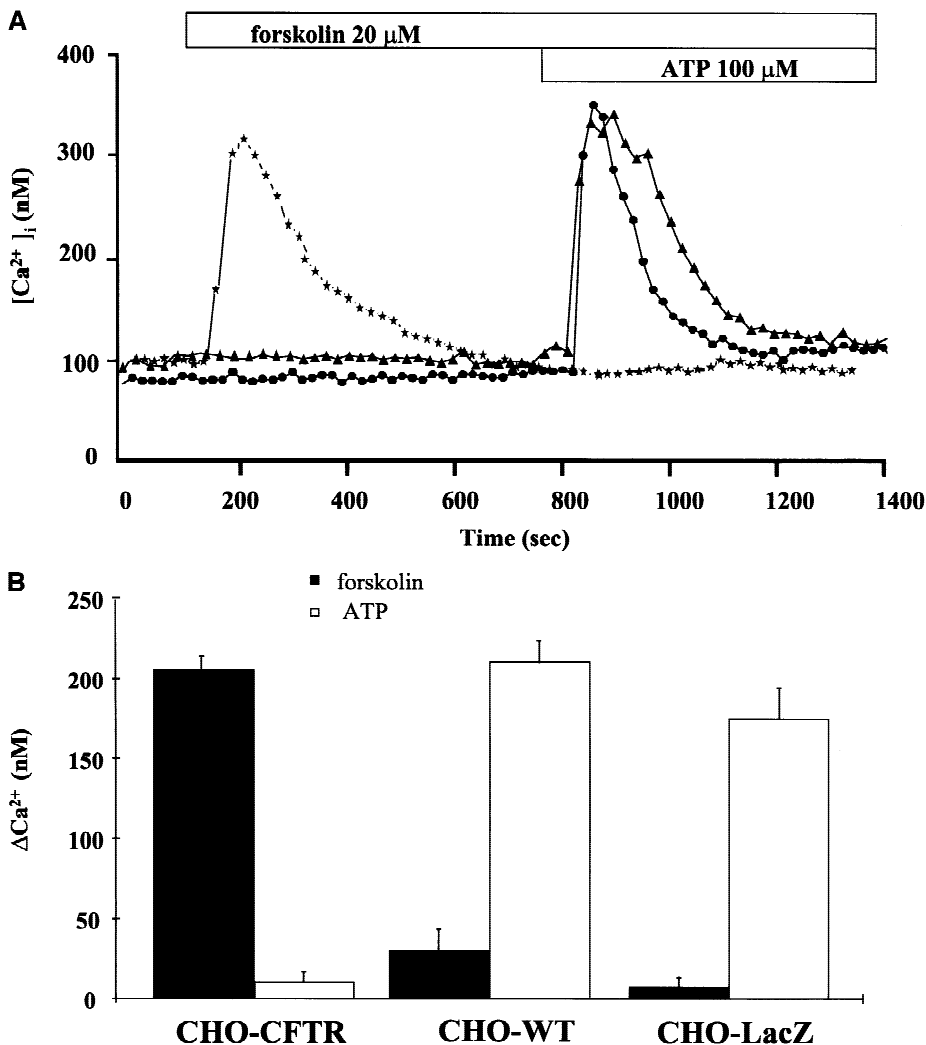 A
forskolin 20 μM
ATP 100 μM
400
300
200
100
0
[Ca²⁺ ]ᵢ (nM)
0 200 400 600 800 1000 1200 1400
Time (sec)
B
forskolin
ATP
250
200
150
100
50
0
ΔCa²⁺ (nM)
CHO-CFTR CHO-WT CHO-LacZ